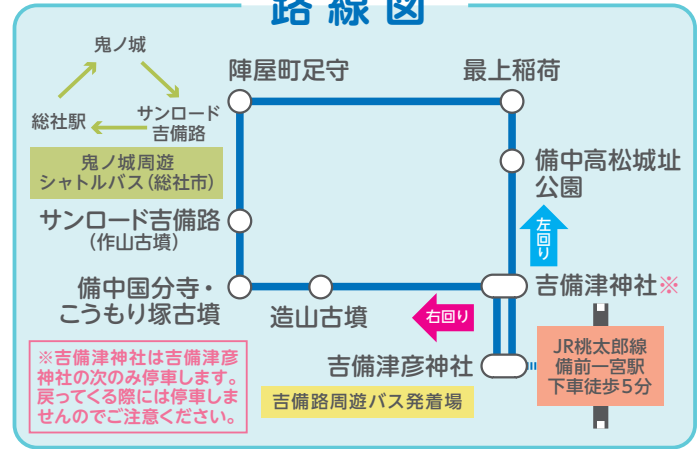 路線図
鬼ノ城
総社駅
サンロード
吉備路
鬼ノ城周遊
シャトルバス(総社市)
陣屋町足守
最上稲荷
備中高松城址
公園
サンロード吉備路
(作山古墳)
左回り
備中国分寺・
こうもり塚古墳
造山古墳
右回り
吉備津神社※
吉備津彦神社
JR桃太郎線
備前一宮駅
下車徒歩5分
※吉備津神社は吉備津彦
神社の次のみ停車します。
戻ってくる際には停車しま
せんのでご注意ください。
吉備路周遊バス発着場